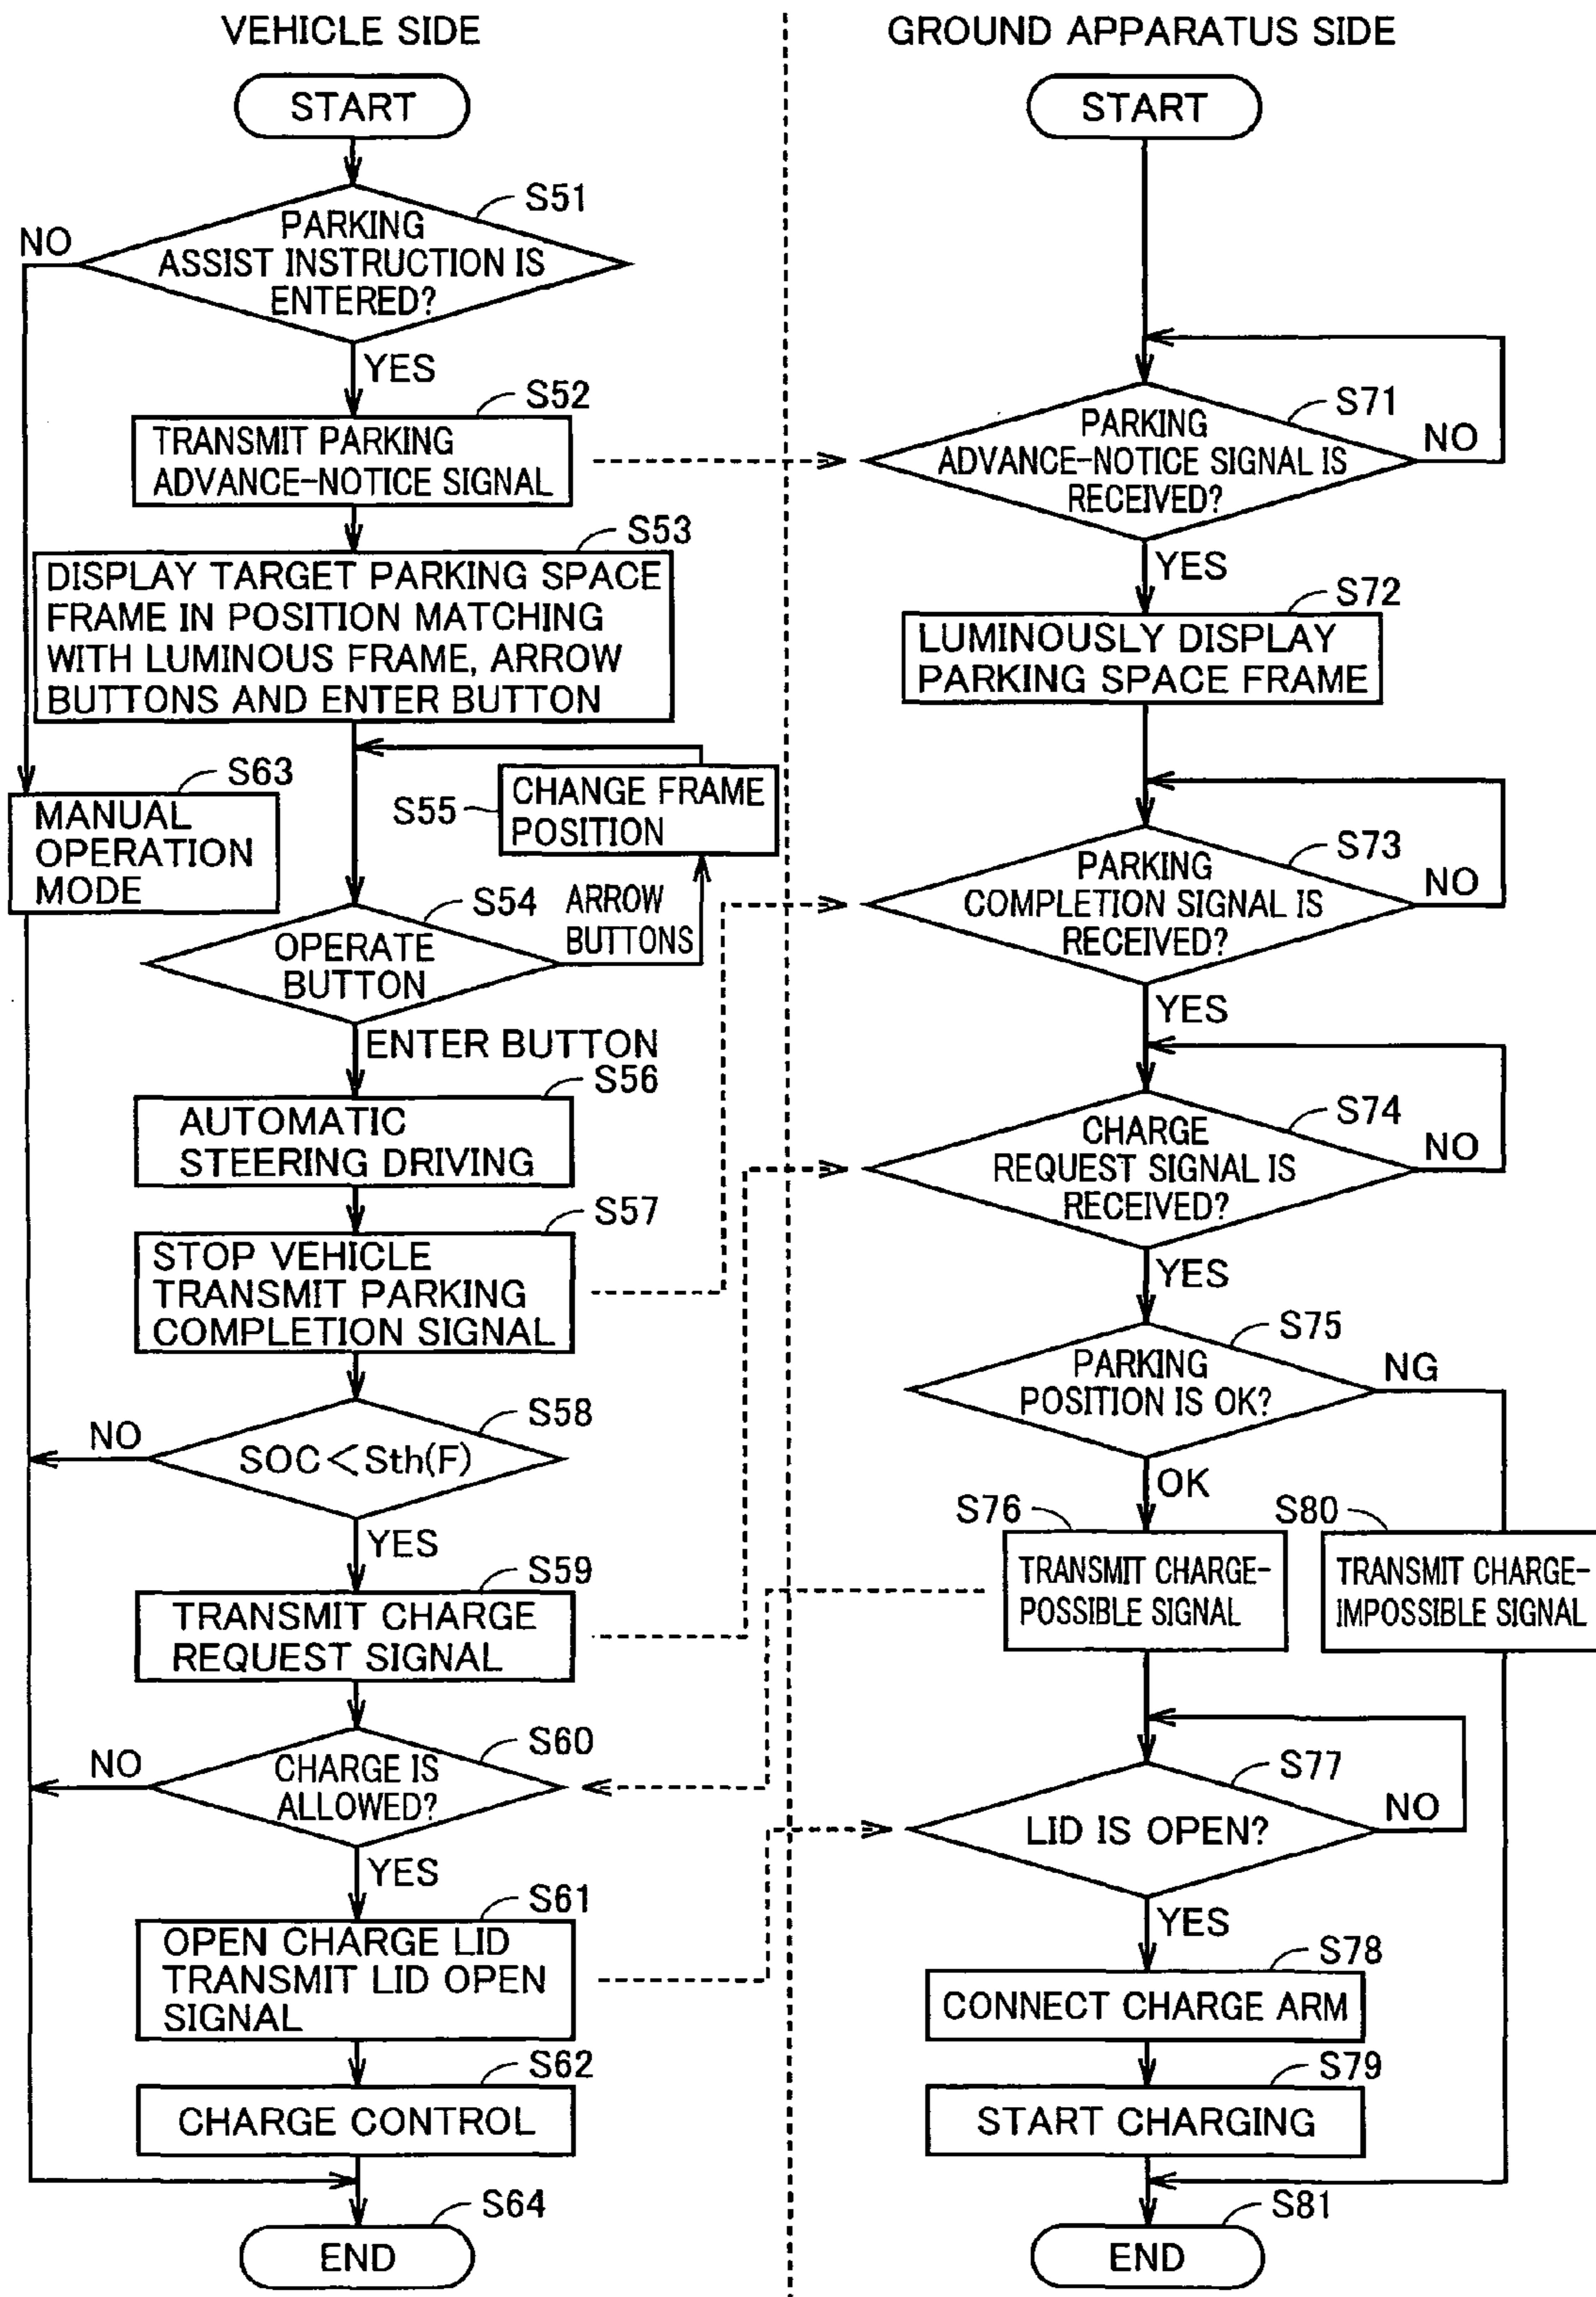 VEHICLE SIDE
START
S51
PARKING
ASSIST INSTRUCTION IS
ENTERED?
NO
YES
S52
TRANSMIT PARKING
ADVANCE-NOTICE SIGNAL
S53
DISPLAY TARGET PARKING SPACE
FRAME IN POSITION MATCHING
WITH LUMINOUS FRAME, ARROW
BUTTONS AND ENTER BUTTON
S63
MANUAL
OPERATION
MODE
S55
CHANGE FRAME
POSITION
S54
ARROW
BUTTONS
OPERATE
BUTTON
ENTER BUTTON
S56
AUTOMATIC
STEERING DRIVING
S57
STOP VEHICLE
TRANSMIT PARKING
COMPLETION SIGNAL
S58
NO
SOC<Sth(F)
YES
S59
TRANSMIT CHARGE
REQUEST SIGNAL
S60
NO
CHARGE IS
ALLOWED?
YES
S61
OPEN CHARGE LID
TRANSMIT LID OPEN
SIGNAL
S62
CHARGE CONTROL
S64
END
GROUND APPARATUS SIDE
START
S71
PARKING
ADVANCE-NOTICE SIGNAL IS
RECEIVED?
NO
YES
S72
LUMINOUSLY DISPLAY
PARKING SPACE FRAME
S73
PARKING
COMPLETION SIGNAL IS
RECEIVED?
NO
YES
S74
CHARGE
REQUEST SIGNAL IS
RECEIVED?
NO
YES
S75
PARKING
POSITION IS OK?
NG
OK
S76
TRANSMIT CHARGE-
POSSIBLE SIGNAL
S80
TRANSMIT CHARGE-
IMPOSSIBLE SIGNAL
S77
LID IS OPEN?
NO
YES
S78
CONNECT CHARGE ARM
S79
START CHARGING
S81
END